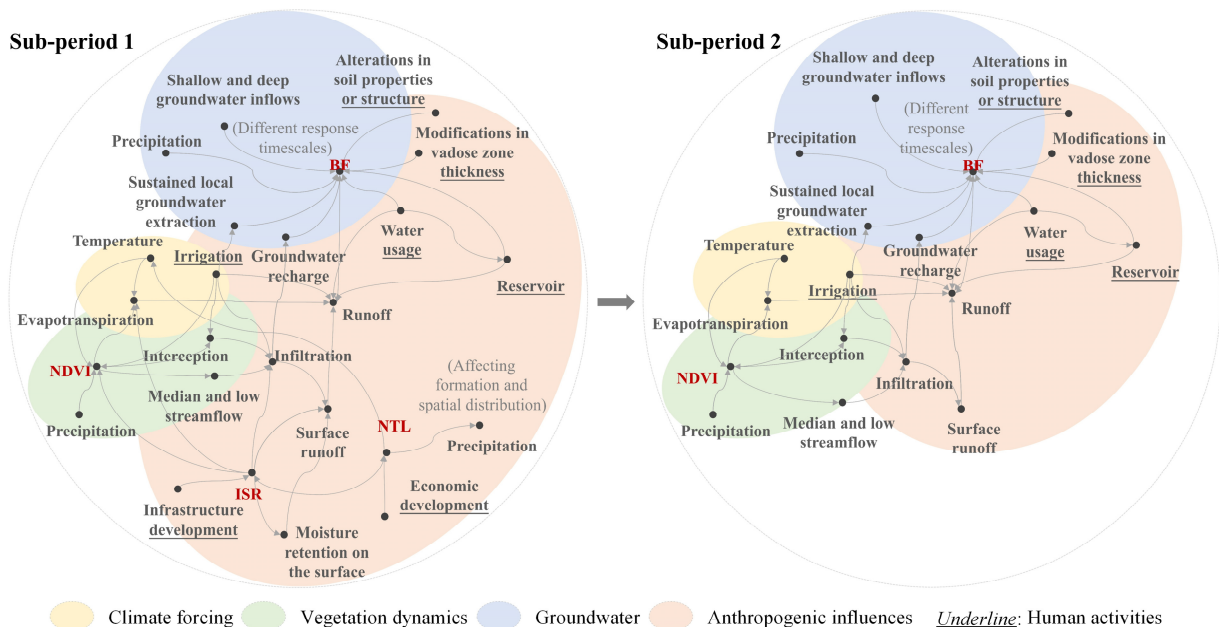 Sub-period 1
Shallow and deep
groundwater inflows
Alterations in
soil properties
or structure
(Different response
timescales)
Precipitation
BF
Modifications in
vadose zone
thickness
Sustained local
groundwater
extraction
Temperature
Irrigation
Groundwater
recharge
Water
usage
Reservoir
Evapotranspiration
Runoff
Interception
Infiltration
NDVI
Median and low
streamflow
(Affecting
formation and
spatial distribution)
Precipitation
Surface
runoff
NTL
Precipitation
ISR
Infrastructure
development
Economic
development
Moisture
retention on
the surface
Sub-period 2
Shallow and deep
groundwater inflows
Alterations in
soil properties
or structure
(Different
response
timescales)
Precipitation
BF
Modifications in
vadose zone
thickness
Sustained local
groundwater
extraction
Temperature
Groundwater
recharge
Water
usage
Reservoir
Irrigation
Evapotranspiration
Runoff
Interception
NDVI
Infiltration
Precipitation
Median and low
streamflow
Surface
runoff
Climate forcing
Vegetation dynamics
Groundwater
Anthropogenic influences
Underline: Human activities